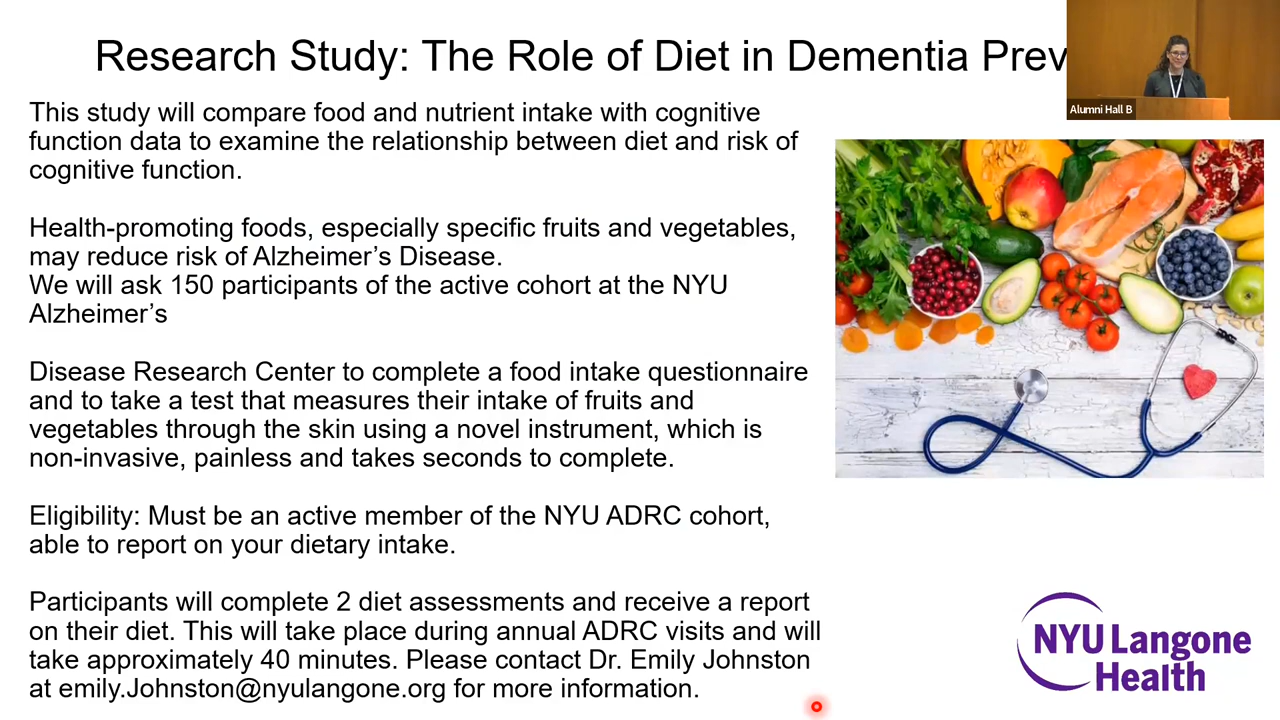 Research Study: The Role of Diet in Dementia Prev
Alumni Hall B
This study will compare food and nutrient intake with cognitive
function data to examine the relationship between diet and risk of
cognitive function.
Health-promoting foods, especially specific fruits and vegetables,
may reduce risk of Alzheimer’s Disease.
We will ask 150 participants of the active cohort at the NYU
Alzheimer’s
Disease Research Center to complete a food intake questionnaire
and to take a test that measures their intake of fruits and
vegetables through the skin using a novel instrument, which is
non-invasive, painless and takes seconds to complete.
Eligibility: Must be an active member of the NYU ADRC cohort,
able to report on your dietary intake.
Participants will complete 2 diet assessments and receive a report
on their diet. This will take place during annual ADRC visits and will
take approximately 40 minutes. Please contact Dr. Emily Johnston
at emily.Johnston@nyulangone.org for more information.
NYU Langone
Health